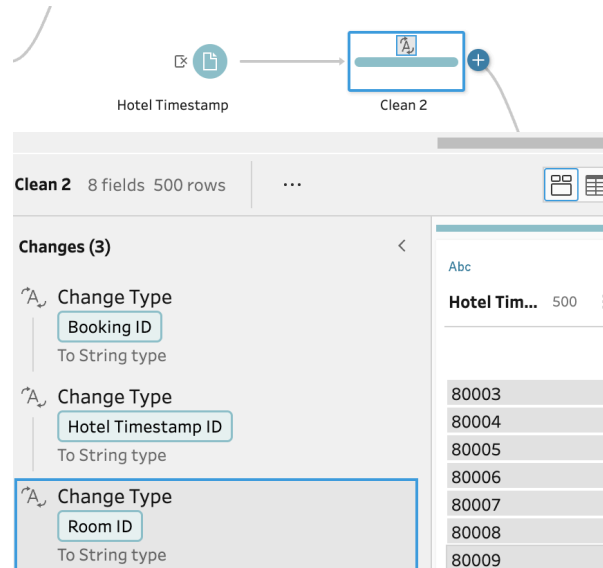 Hotel Timestamp
Clean 2
Clean 2 8 fields 500 rows ...
Changes (3)
Abc
Hotel Tim... 500
Change Type
Booking ID
To String type
Change Type
Hotel Timestamp ID
To String type
Change Type
Room ID
To String type
80003
80004
80005
80006
80007
80008
80009